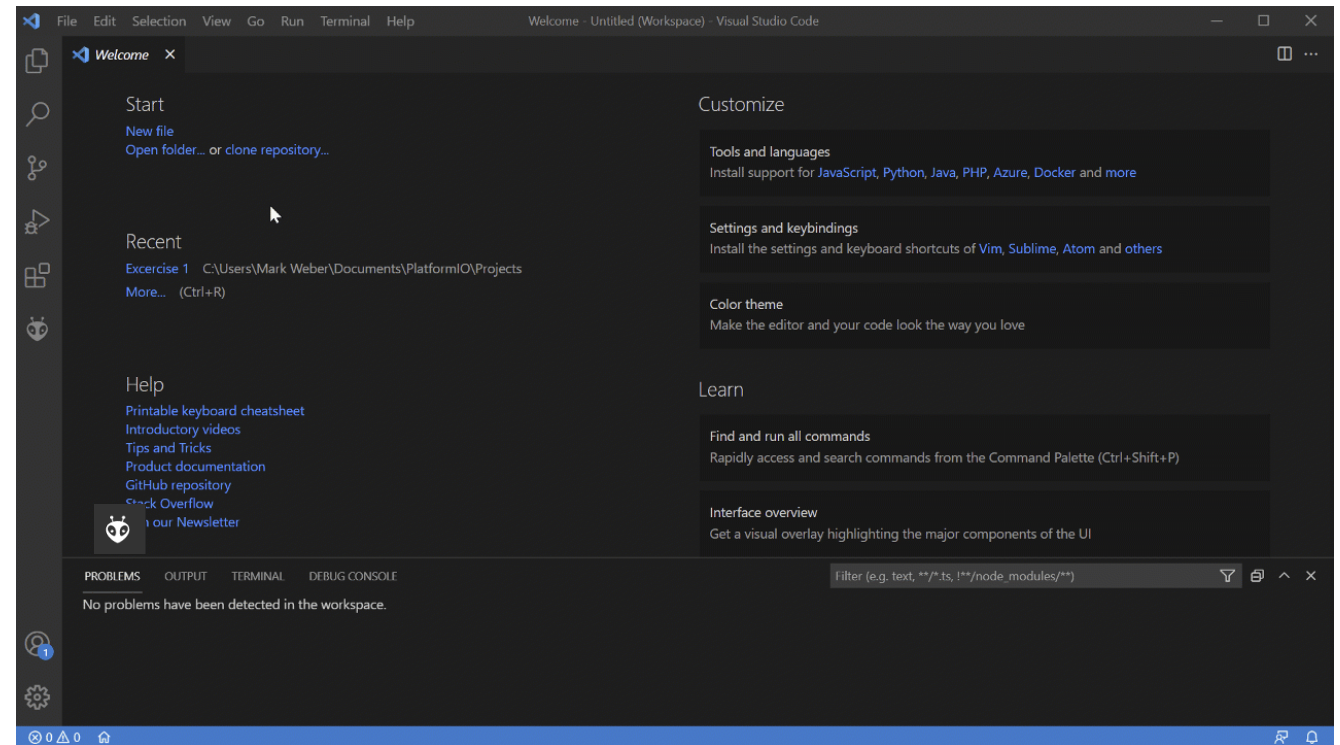 File Edit Selection View Go Run Terminal Help
Welcome - Untitled (Workspace) - Visual Studio Code
Welcome
Start
New file
Open folder... or clone repository...
Recent
Excercise 1 C:\Users\Mark Weber\Documents\PlatformIO\Projects
More... (Ctrl+R)
Help
Printable keyboard cheatsheet
Introductory videos
Tips and Tricks
Product documentation
GitHub repository
Stack Overflow
our Newsletter
Customize
Tools and languages
Install support for JavaScript, Python, Java, PHP, Azure, Docker and more
Settings and keybindings
Install the settings and keyboard shortcuts of Vim, Sublime, Atom and others
Color theme
Make the editor and your code look the way you love
Learn
Find and run all commands
Rapidly access and search commands from the Command Palette (Ctrl+Shift+P)
Interface overview
Get a visual overlay highlighting the major components of the UI
PROBLEMS OUTPUT TERMINAL DEBUG CONSOLE
Filter (e.g. text, **/*.ts, !**/node_modules/**)
No problems have been detected in the workspace.
1
0 0